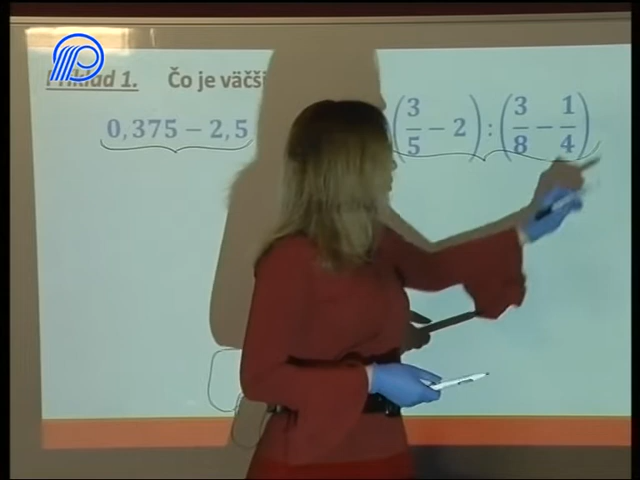 Príklad 1. Čo je väčši
0,375 − 2,5 (3/5 − 2) : (3/8 − 1/4)